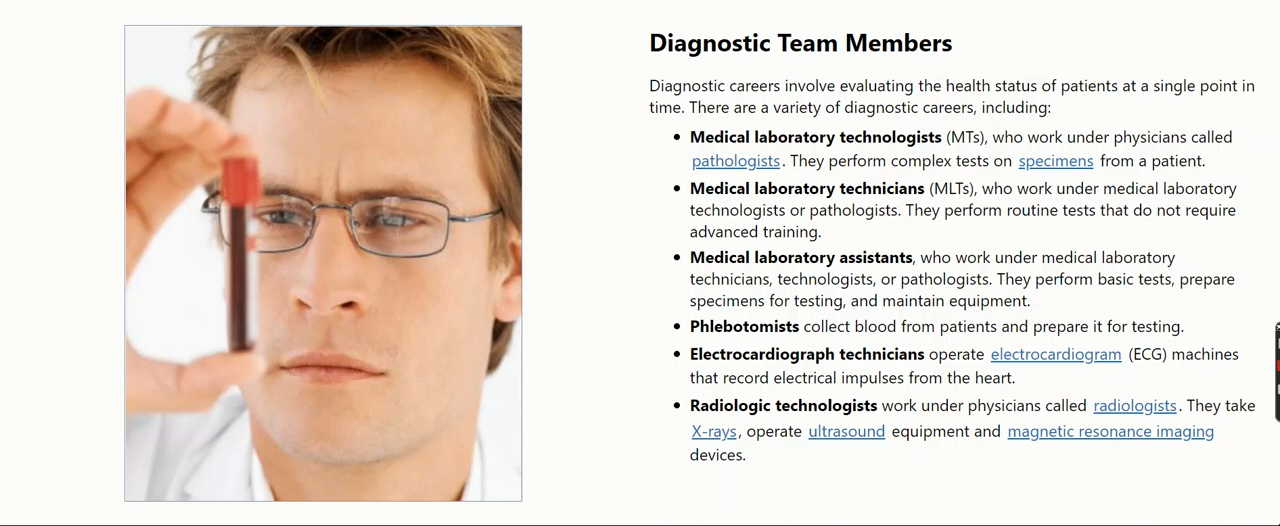 Diagnostic Team Members
Diagnostic careers involve evaluating the health status of patients at a single point in
time. There are a variety of diagnostic careers, including:
• Medical laboratory technologists (MTs), who work under physicians called
pathologists. They perform complex tests on specimens from a patient.
• Medical laboratory technicians (MLTs), who work under medical laboratory
technologists or pathologists. They perform routine tests that do not require
advanced training.
• Medical laboratory assistants, who work under medical laboratory
technicians, technologists, or pathologists. They perform basic tests, prepare
specimens for testing, and maintain equipment.
• Phlebotomists collect blood from patients and prepare it for testing.
• Electrocardiograph technicians operate electrocardiogram (ECG) machines
that record electrical impulses from the heart.
• Radiologic technologists work under physicians called radiologists. They take
X-rays, operate ultrasound equipment and magnetic resonance imaging
devices.